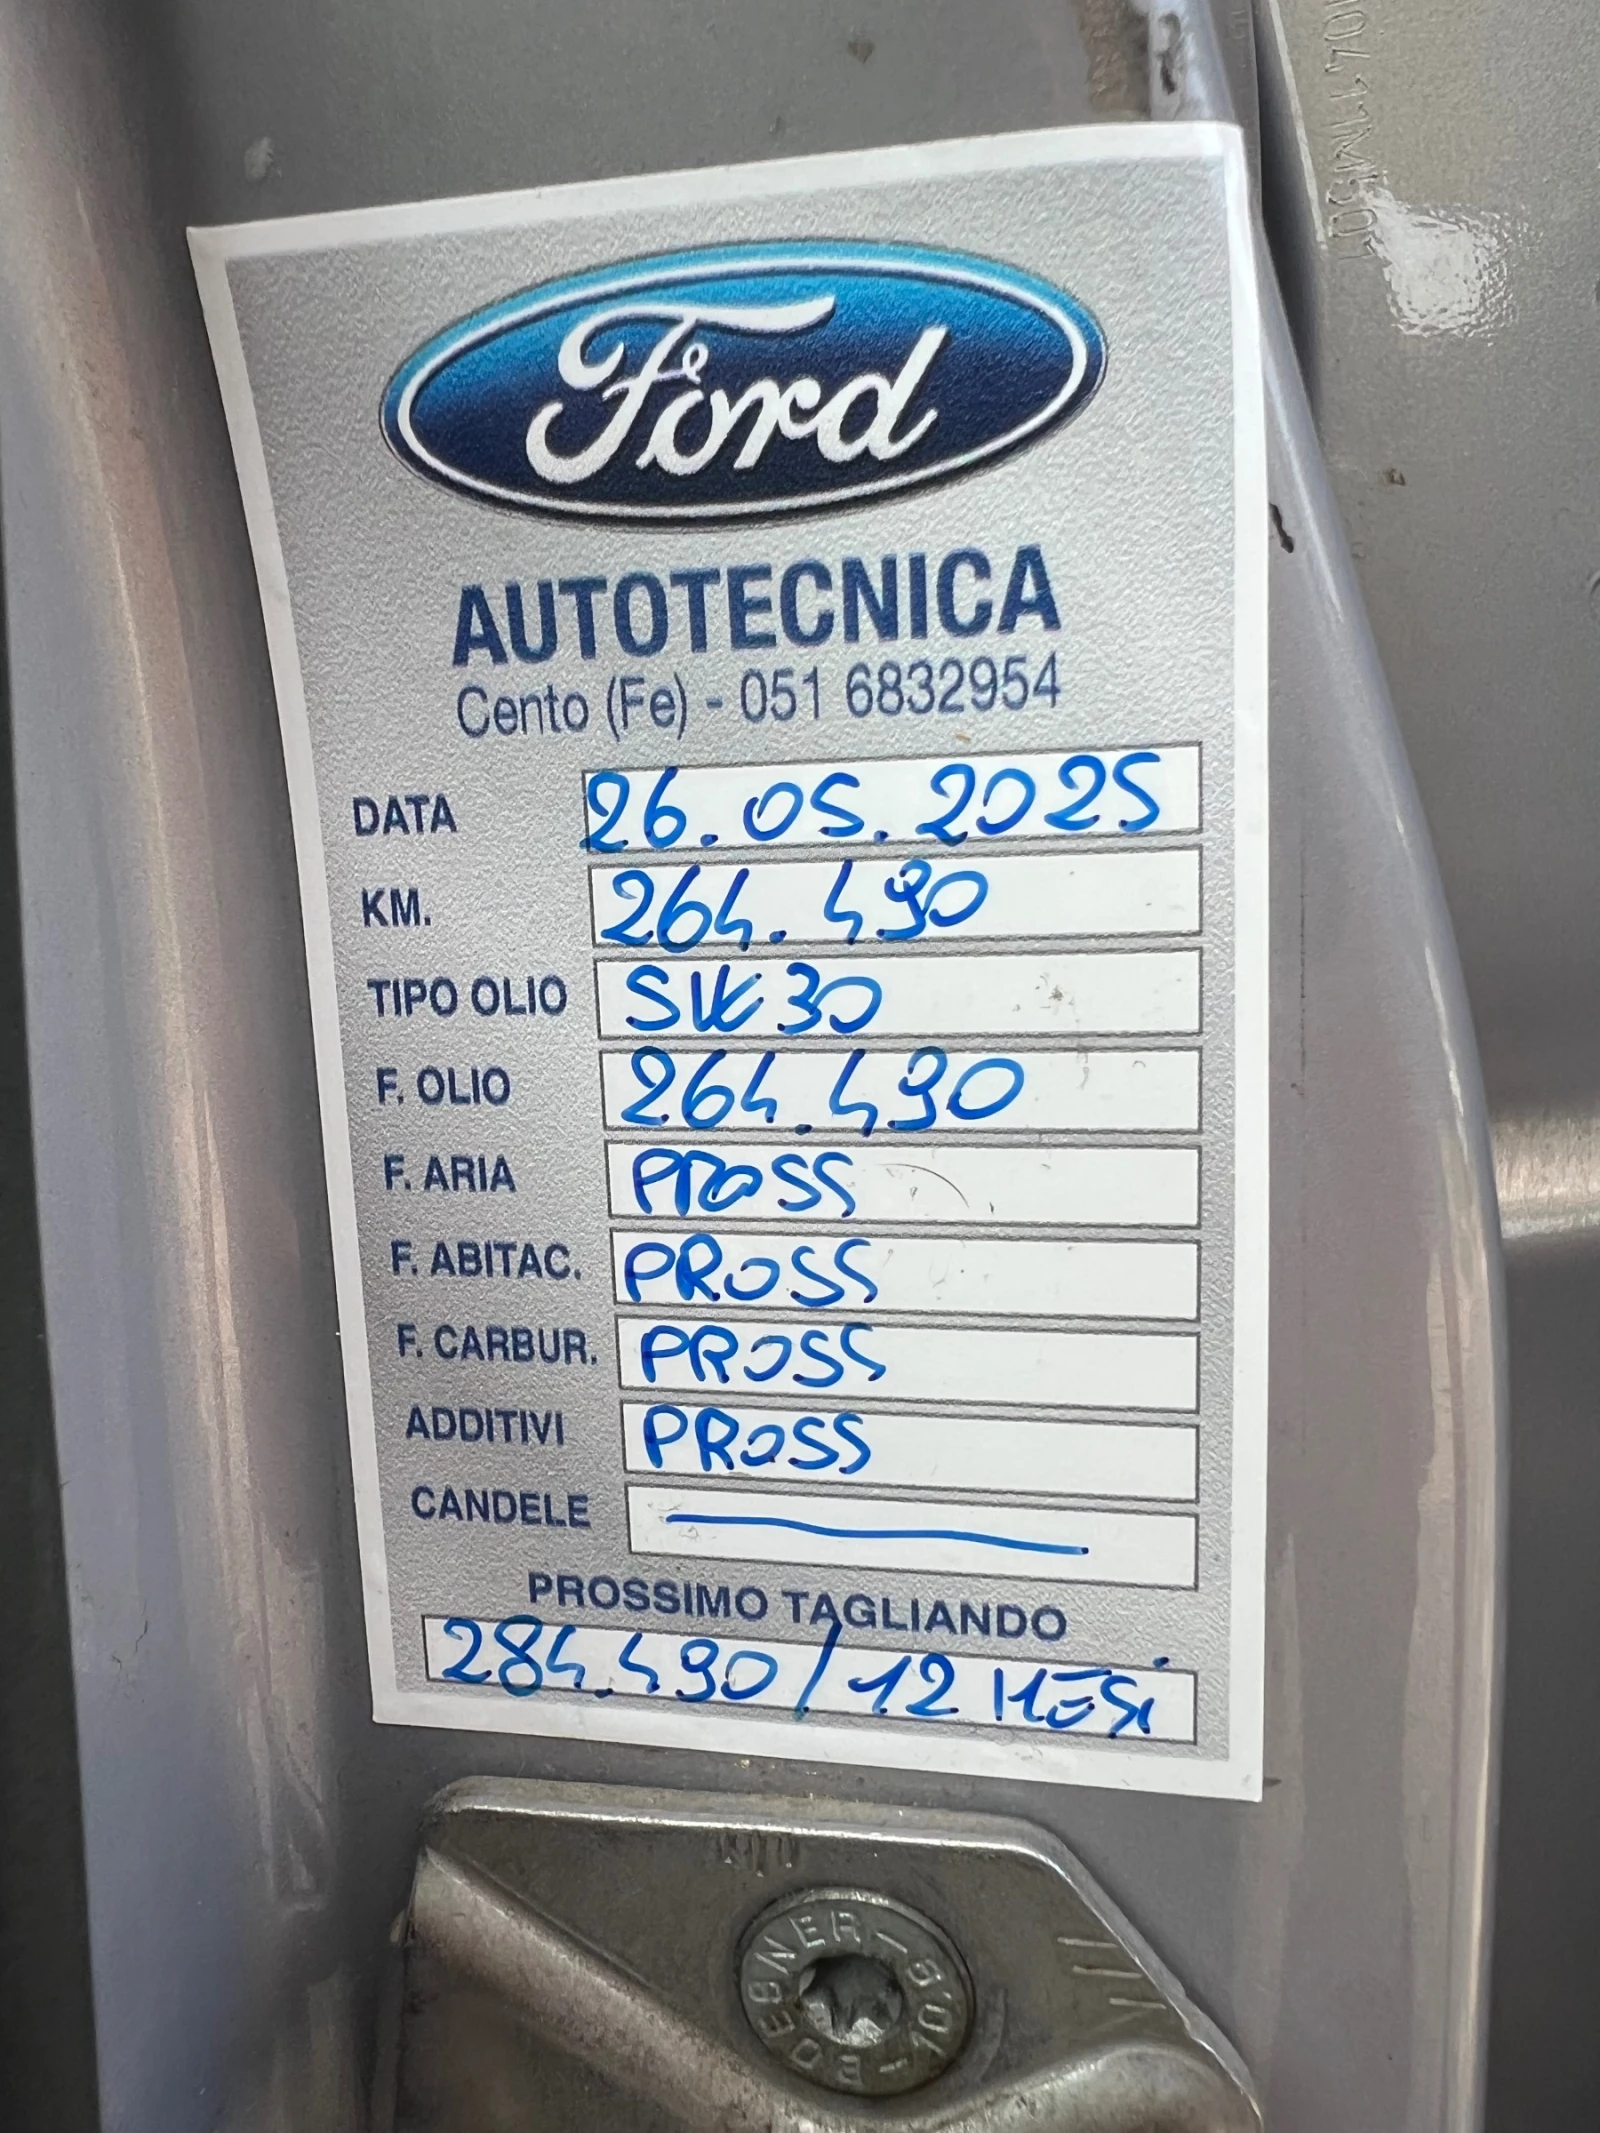 Ford
AUTOTECNICA
Cento (Fe) - 051 6832954
DATA 26.05.2025
KM. 264.490
TIPO OLIO 5W30
F. OLIO 264.490
F. ARIA PROSS
F. ABITAC. PROSS
F. CARBUR. PROSS
ADDITIVI PROSS
CANDELE
PROSSIMO TAGLIANDO
284.490/12 MESi
EBNER-